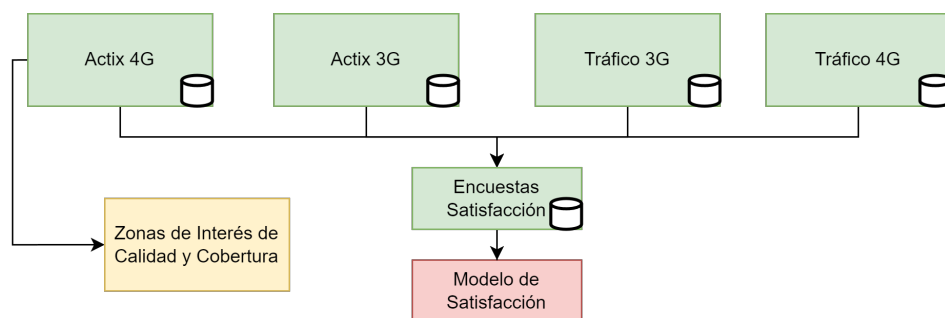 Actix 4G
Actix 3G
Tráfico 3G
Tráfico 4G
Encuestas
Satisfacción
Zonas de Interés de
Calidad y Cobertura
Modelo de
Satisfacción